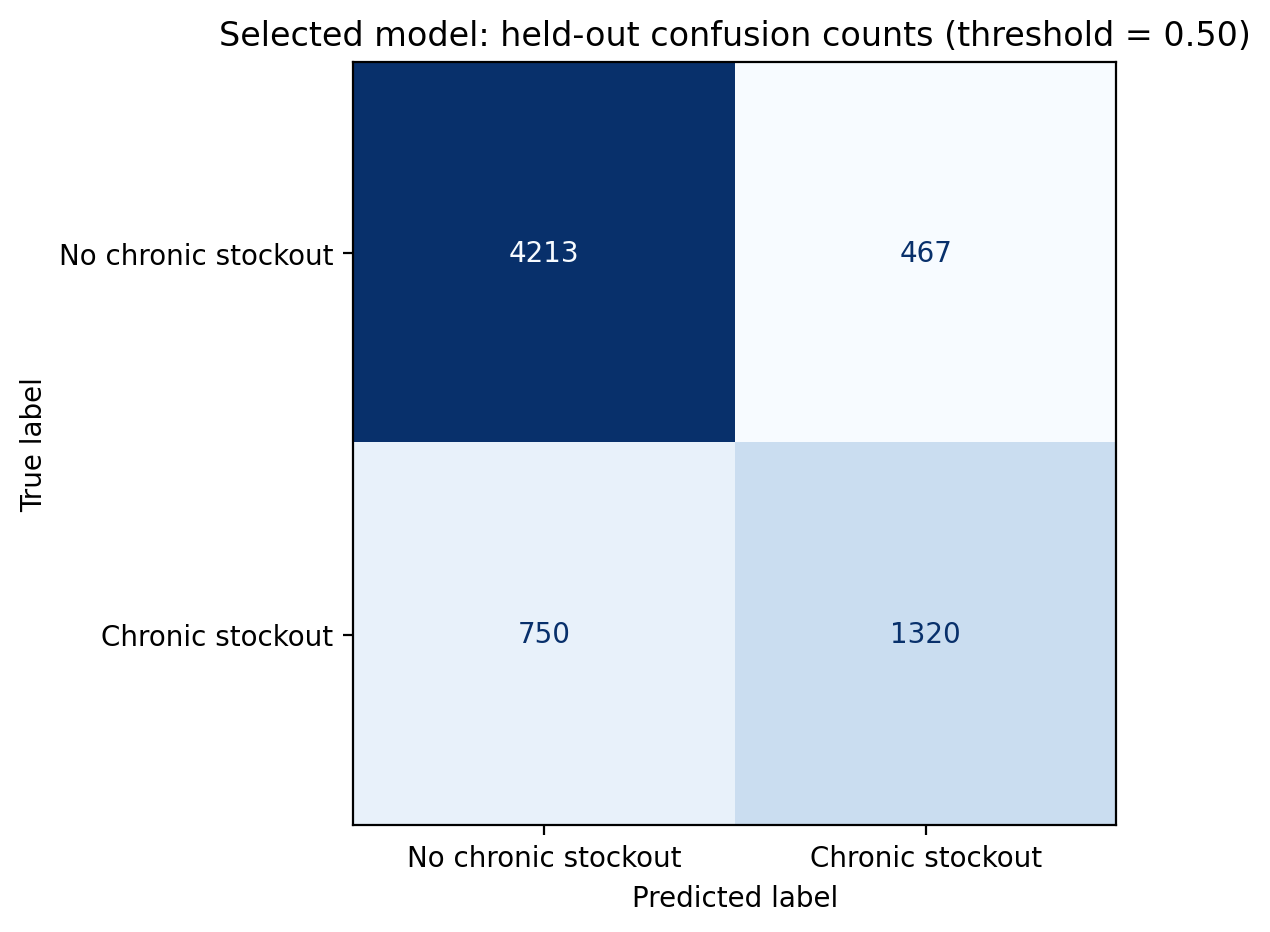 Selected model: held-out confusion counts (threshold = 0.50)
No chronic stockout
4213
467
True label
Chronic stockout
750
1320
No chronic stockout
Chronic stockout
Predicted label